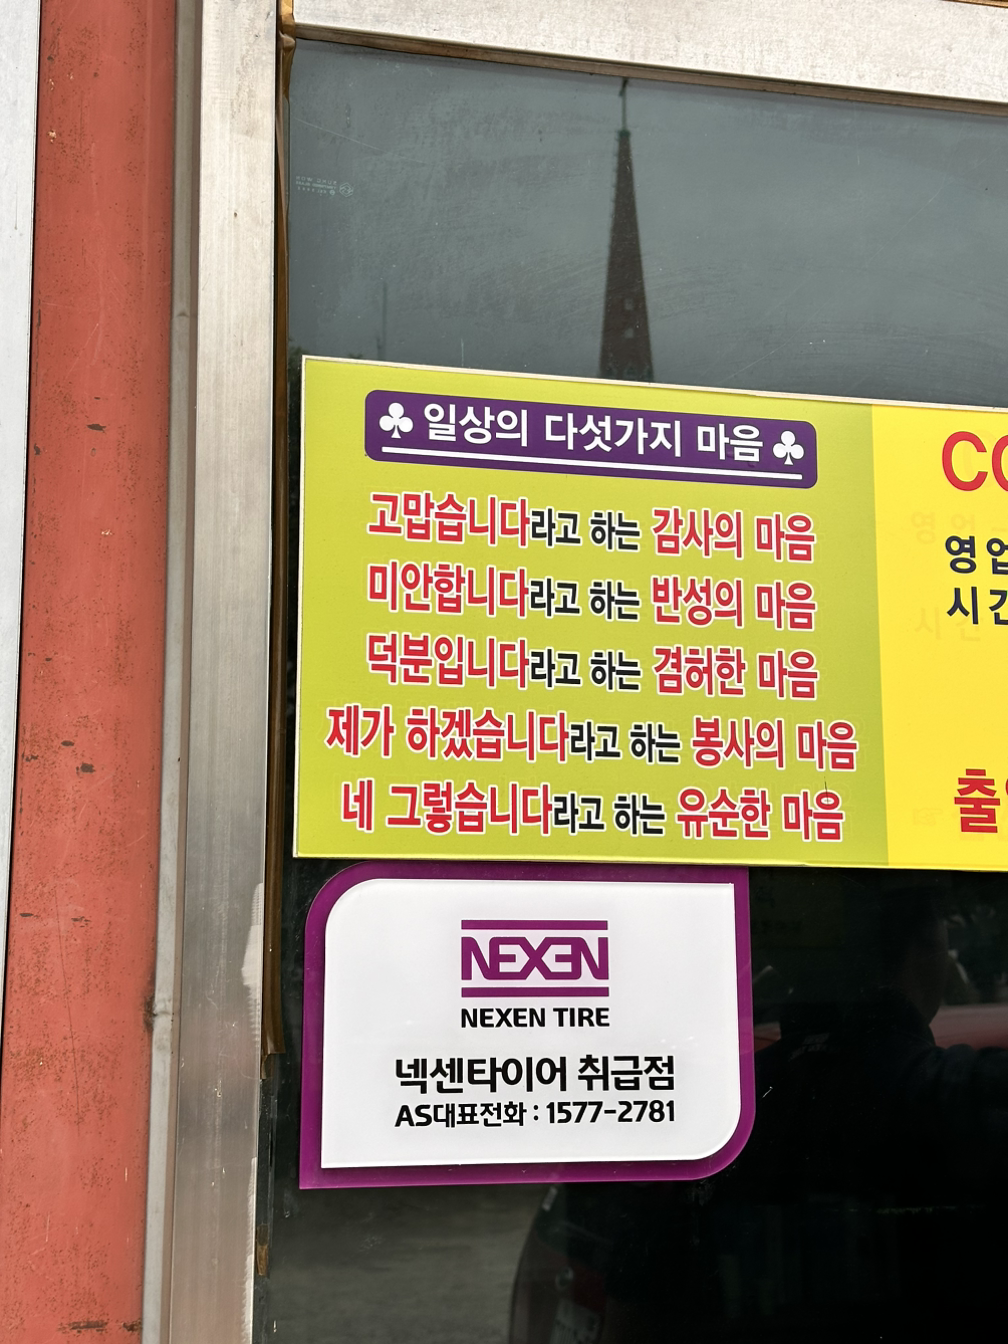 ♣ 일상의 다섯가지 마음 ♣
고맙습니다라고 하는 감사의 마음
미안합니다라고 하는 반성의 마음
덕분입니다라고 하는 겸허한 마음
제가 하겠습니다라고 하는 봉사의 마음
네 그렇습니다라고 하는 유순한 마음
영업
시간
NEXEN
NEXEN TIRE
넥센타이어 취급점
AS대표전화 : 1577-2781